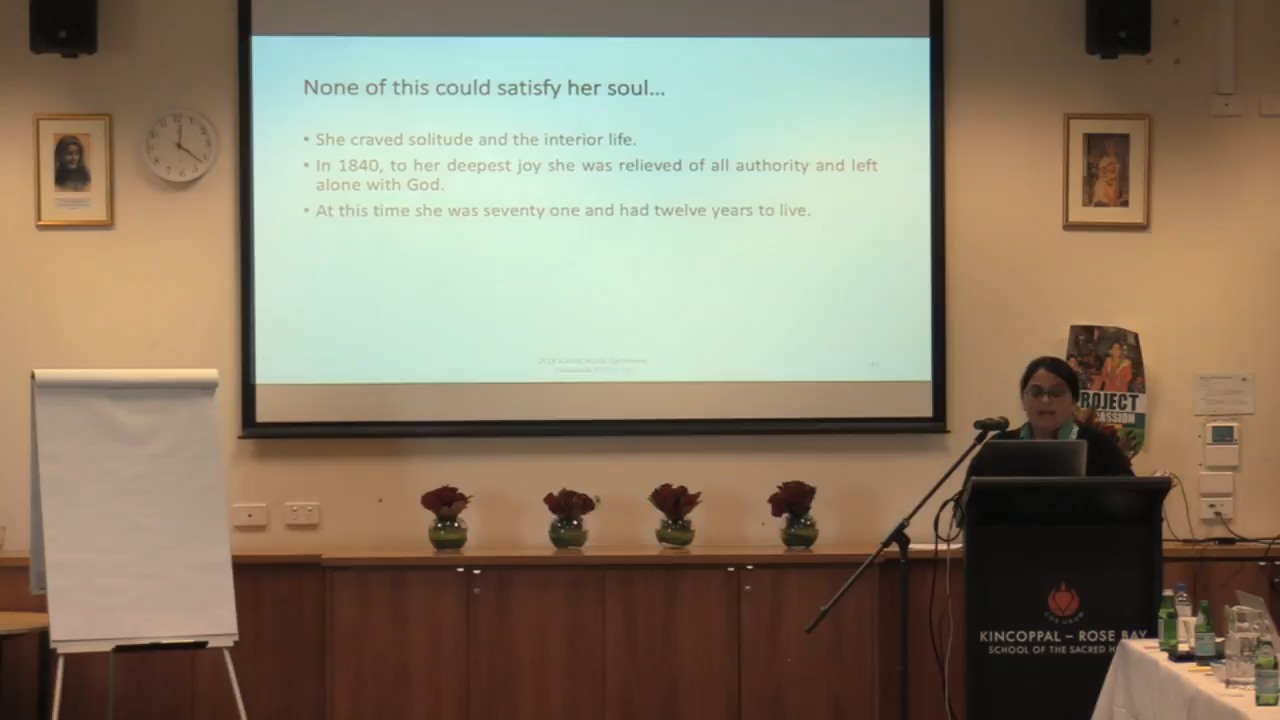 None of this could satisfy her soul...
• She craved solitude and the interior life.
• In 1840, to her deepest joy she was relieved of all authority and left
alone with God.
• At this time she was seventy one and had twelve years to live.
ROJECT
PASSION
KINCOPPAL – ROSE BAY
SCHOOL OF THE SACRED H